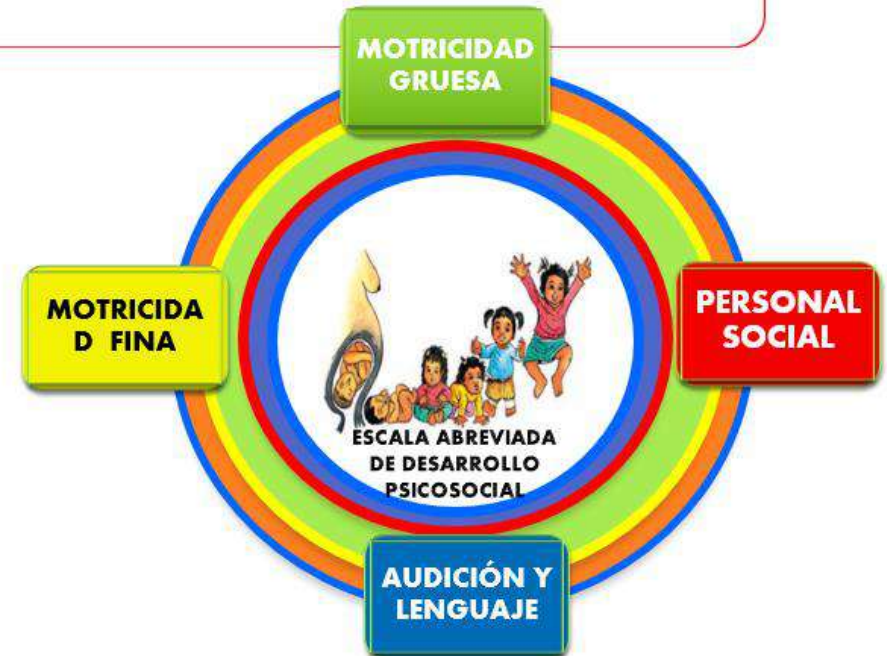 MOTRICIDAD
GRUESA
MOTRICIDA
D FINA
PERSONAL
SOCIAL
ESCALA ABREVIADA
DE DESARROLLO
PSICOSOCIAL
AUDICIÓN Y
LENGUAJE